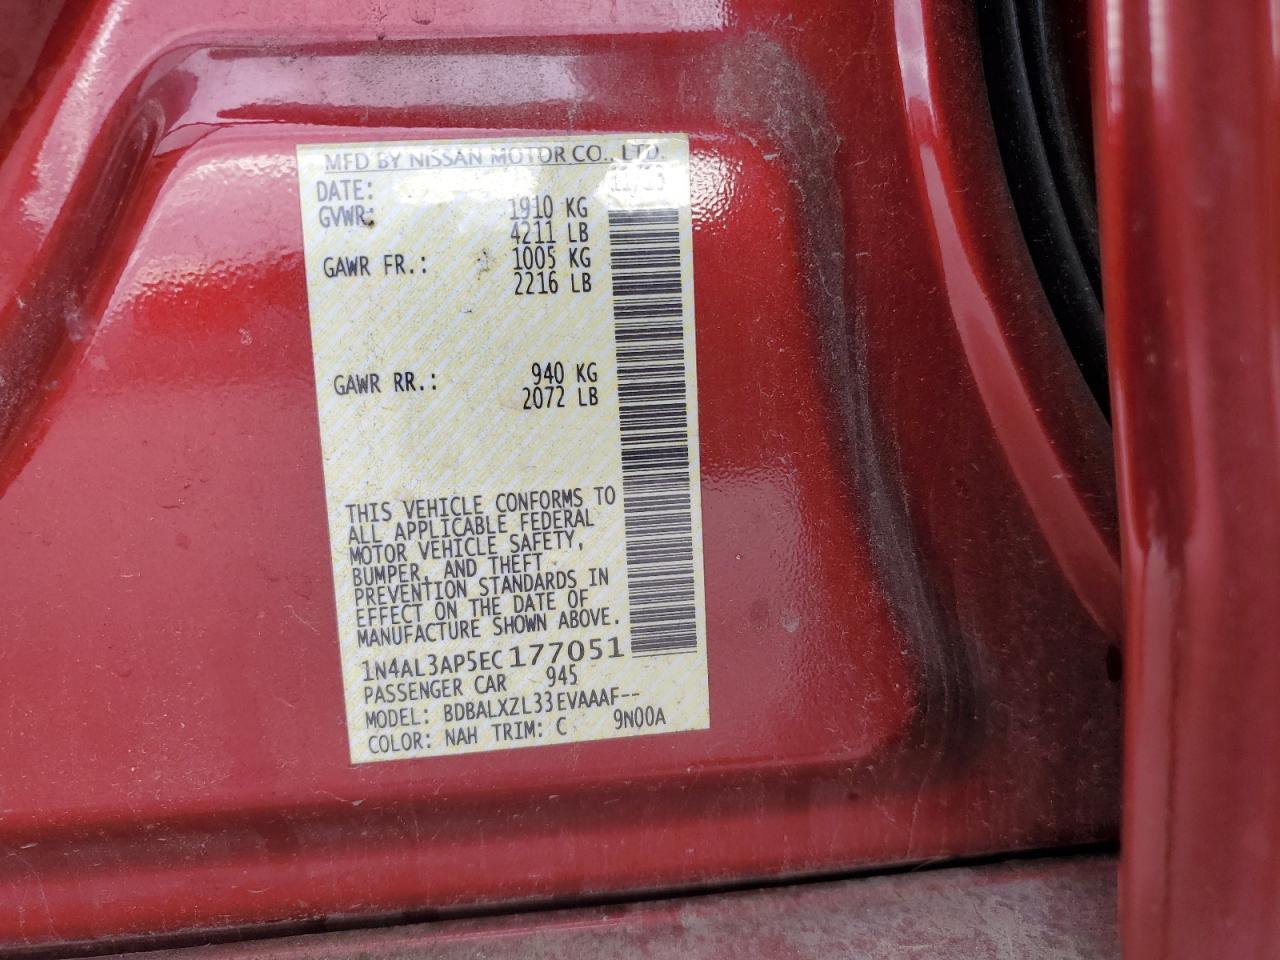 MFD BY NISSAN MOTOR CO., LTD.
DATE: 11/13
GVWR: 1910 KG
4211 LB
GAWR FR.: 1005 KG
2216 LB
GAWR RR.: 940 KG
2072 LB
THIS VEHICLE CONFORMS TO
ALL APPLICABLE FEDERAL
MOTOR VEHICLE SAFETY,
BUMPER, AND THEFT
PREVENTION STANDARDS IN
EFFECT ON THE DATE OF
MANUFACTURE SHOWN ABOVE.
1N4AL3AP5EC177051
PASSENGER CAR 945
MODEL: BDBALXZL33EVAAAF--
COLOR: NAH TRIM: C 9N00A